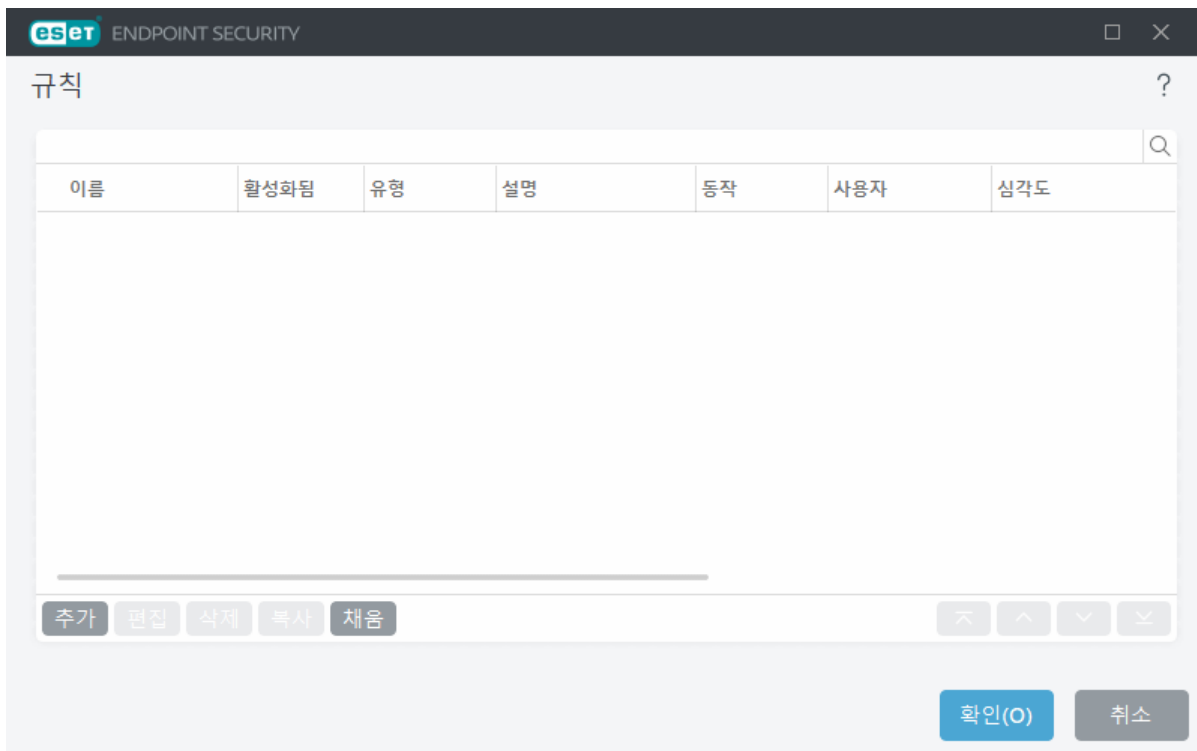 eset ENDPOINT SECURITY
규칙 ?
이름 활성화됨 유형 설명 동작 사용자 심각도
추가 편집 삭제 복사 채움
확인(O) 취소